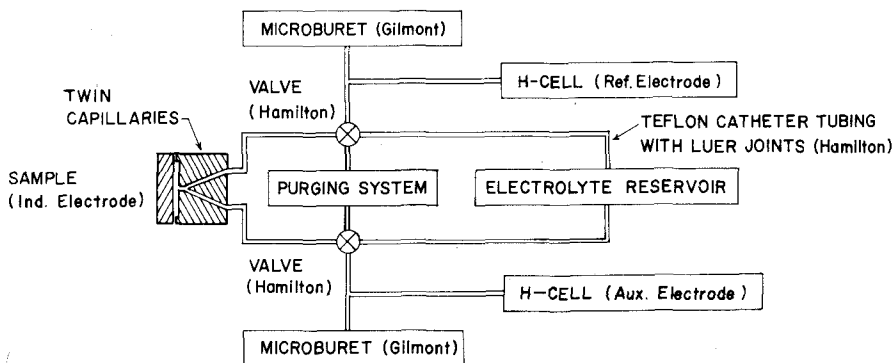 MICROBURET (Gilmont)
VALVE
(Hamilton)
H-CELL (Ref. Electrode)
TWIN
CAPILLARIES
TEFLON CATHETER TUBING
WITH LUER JOINTS (Hamilton)
SAMPLE
(Ind. Electrode)
PURGING SYSTEM
ELECTROLYTE RESERVOIR
VALVE
(Hamilton)
H-CELL (Aux. Electrode)
MICROBURET (Gilmont)